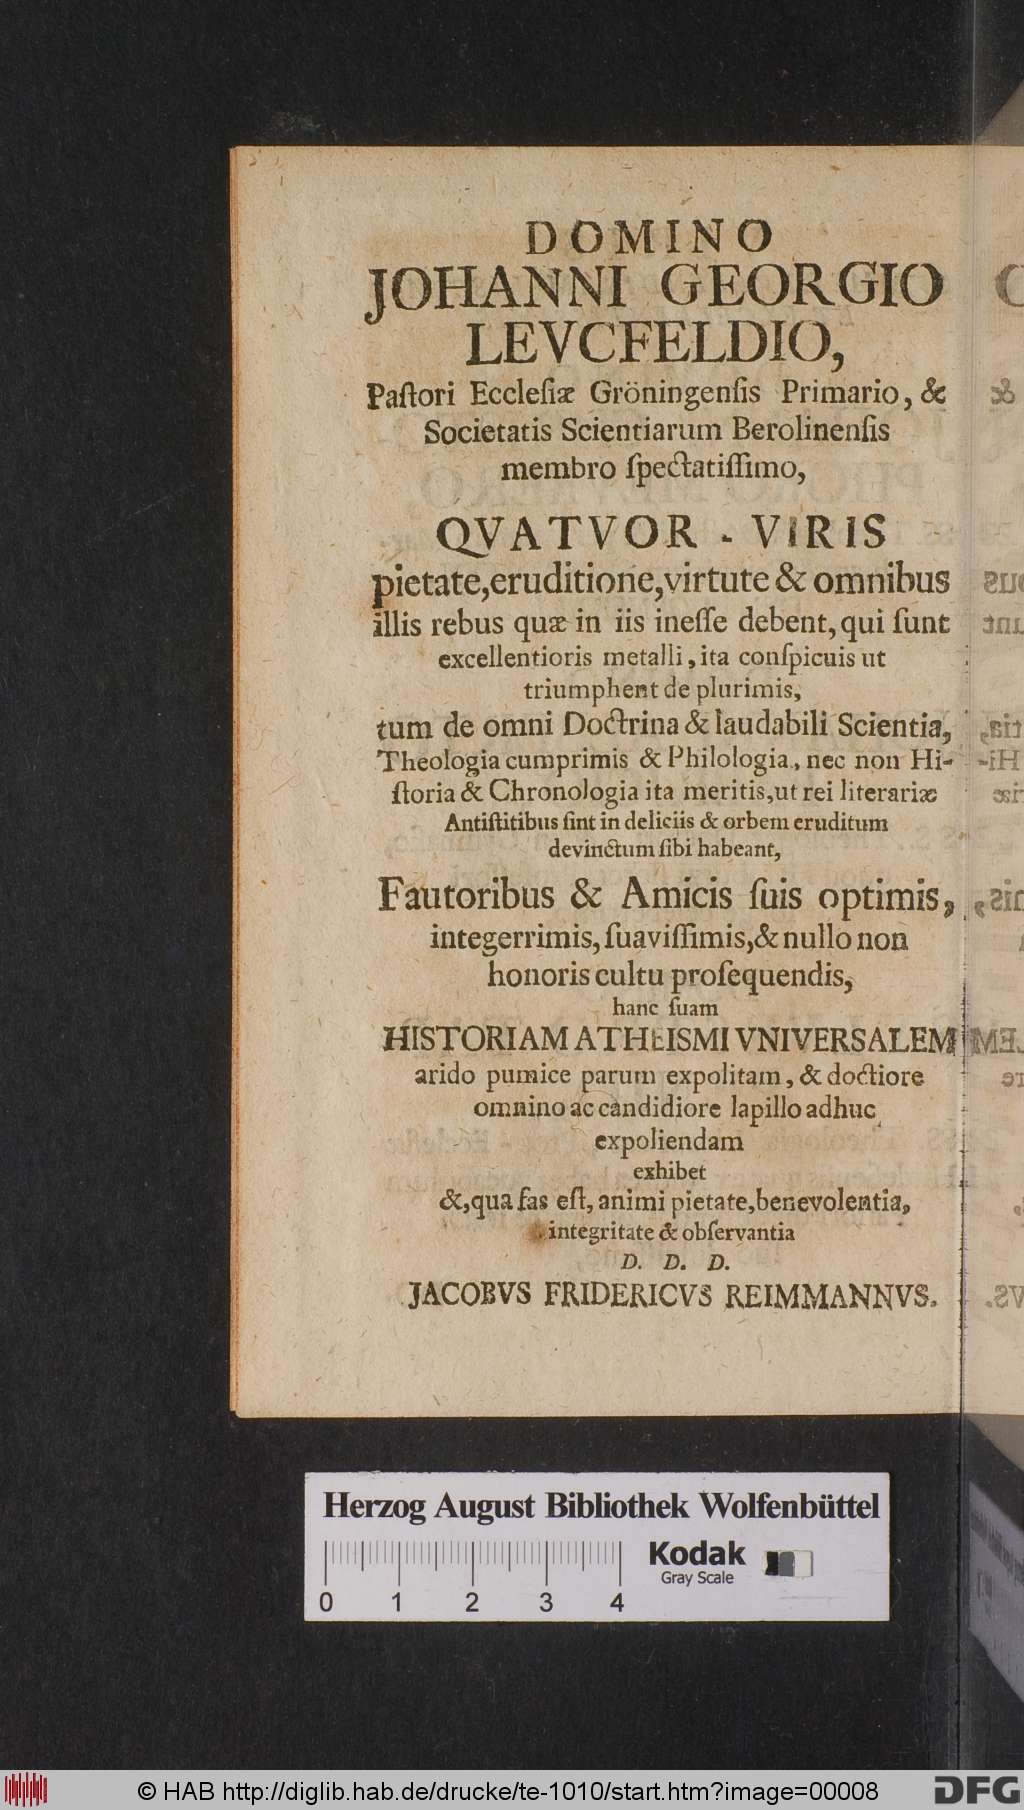 DOMINO
JOHANNI GEORGIO
LEVCFELDIO,
Paſtori Eccleſiæ Gröningenſis Primario, &
Societatis Scientiarum Berolinenſis
membro ſpectatiſſimo,
QVATVOR - VIRIS
pietate,eruditione,virtute & omnibus
illis rebus quæ in iis ineſſe debent, qui ſunt
excellentioris metalli, ita conſpicuis ut
triumphent de plurimis,
tum de omni Doctrina & laudabili Scientia,
Theologia cumprimis & Philologia, nec non Hi-
ſtoria & Chronologia ita meritis,ut rei literariæ
Antiſtitibus ſint in deliciis & orbem eruditum
devinctum ſibi habeant,
Fautoribus & Amicis ſuis optimis,
integerrimis, ſuaviſſimis,& nullo non
honoris cultu proſequendis,
hanc ſuam
HISTORIAM ATHEISMI VNIVERSALEM
arido pumice parum expolitam, & doctiore
omnino ac candidiore lapillo adhuc
expoliendam
exhibet
&,qua fas eſt, animi pietate,benevolentia,
integritate & obſervantia
D. D. D.
JACOBVS FRIDERICVS REIMMANNVS.
Herzog August Bibliothek Wolfenbüttel
Kodak
Gray Scale
0 1 2 3 4
© HAB http://diglib.hab.de/drucke/te-1010/start.htm?image=00008
DFG